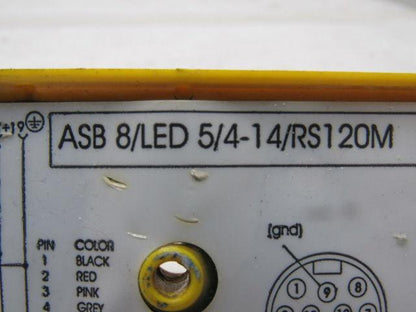 +19 ASB 8/LED 5/4-14/RS120M
(gnd)
PIN COLOR
1 BLACK
2 RED
3 PINK
4 GREY
1 9 8